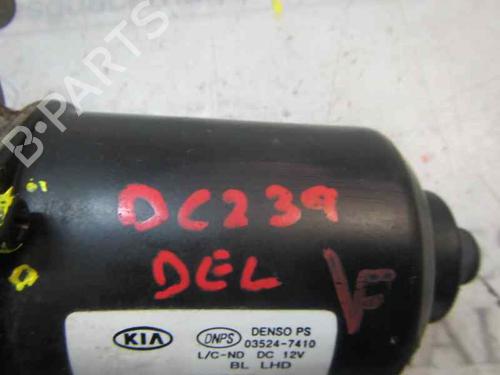 B-Parts
DC239
DEL
VF
KIA
DNPS
DENSO PS
03524-7410
L/C-ND DC 12V
BL LHD